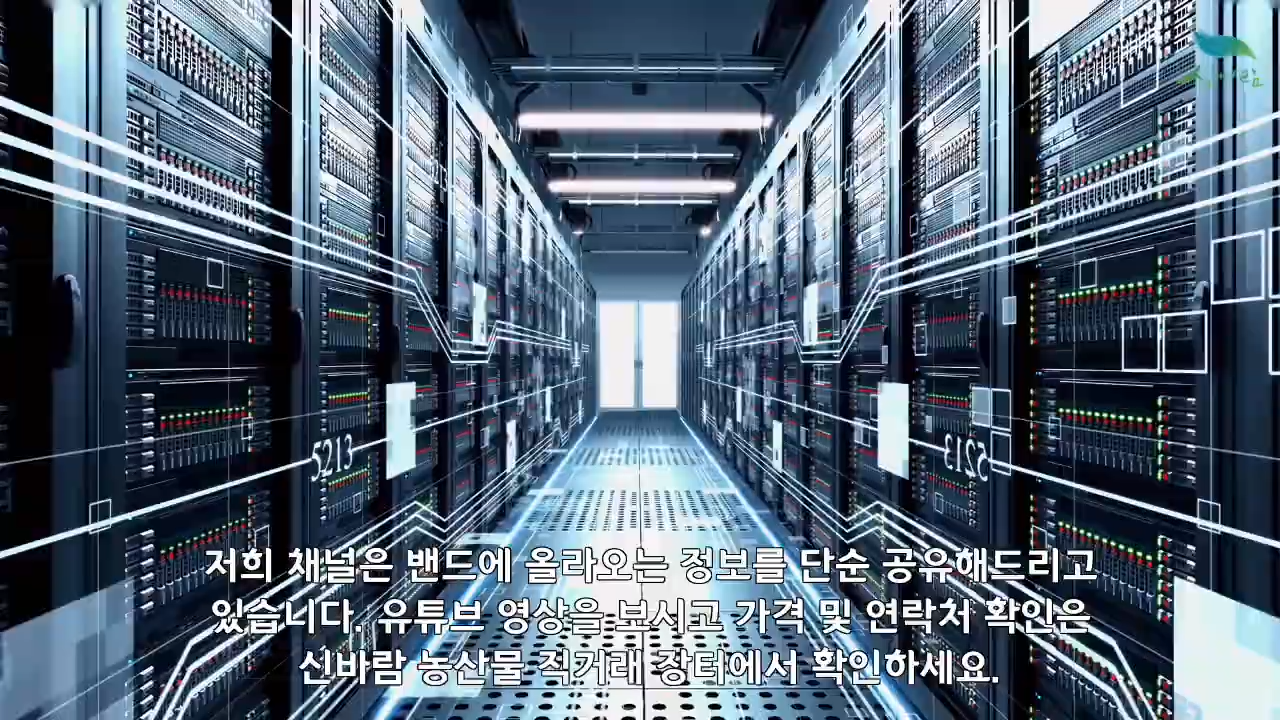 5213
5213
저희 채널은 밴드에 올라오는 정보를 단순 공유해드리고
있습니다. 유튜브 영상을 보시고 가격 및 연락처 확인은
신바람 농산물 직거래 장터에서 확인하세요.